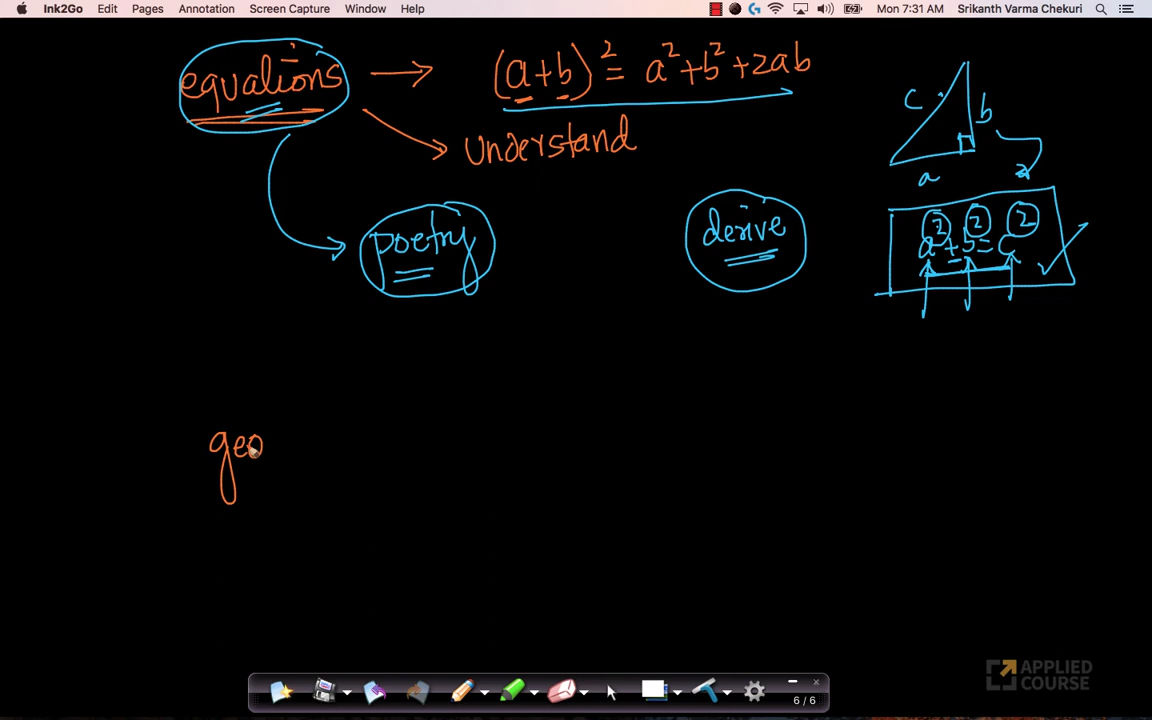 Ink2Go Edit Pages Annotation Screen Capture Window Help Mon 7:31 AM Srikanth Varma Chekuri
equations → (a+b)² = a²+b²+2ab
understand
c
b
a
poetry
derive
a²+b²=c²
geo
6/6
APPLIED
COURSE